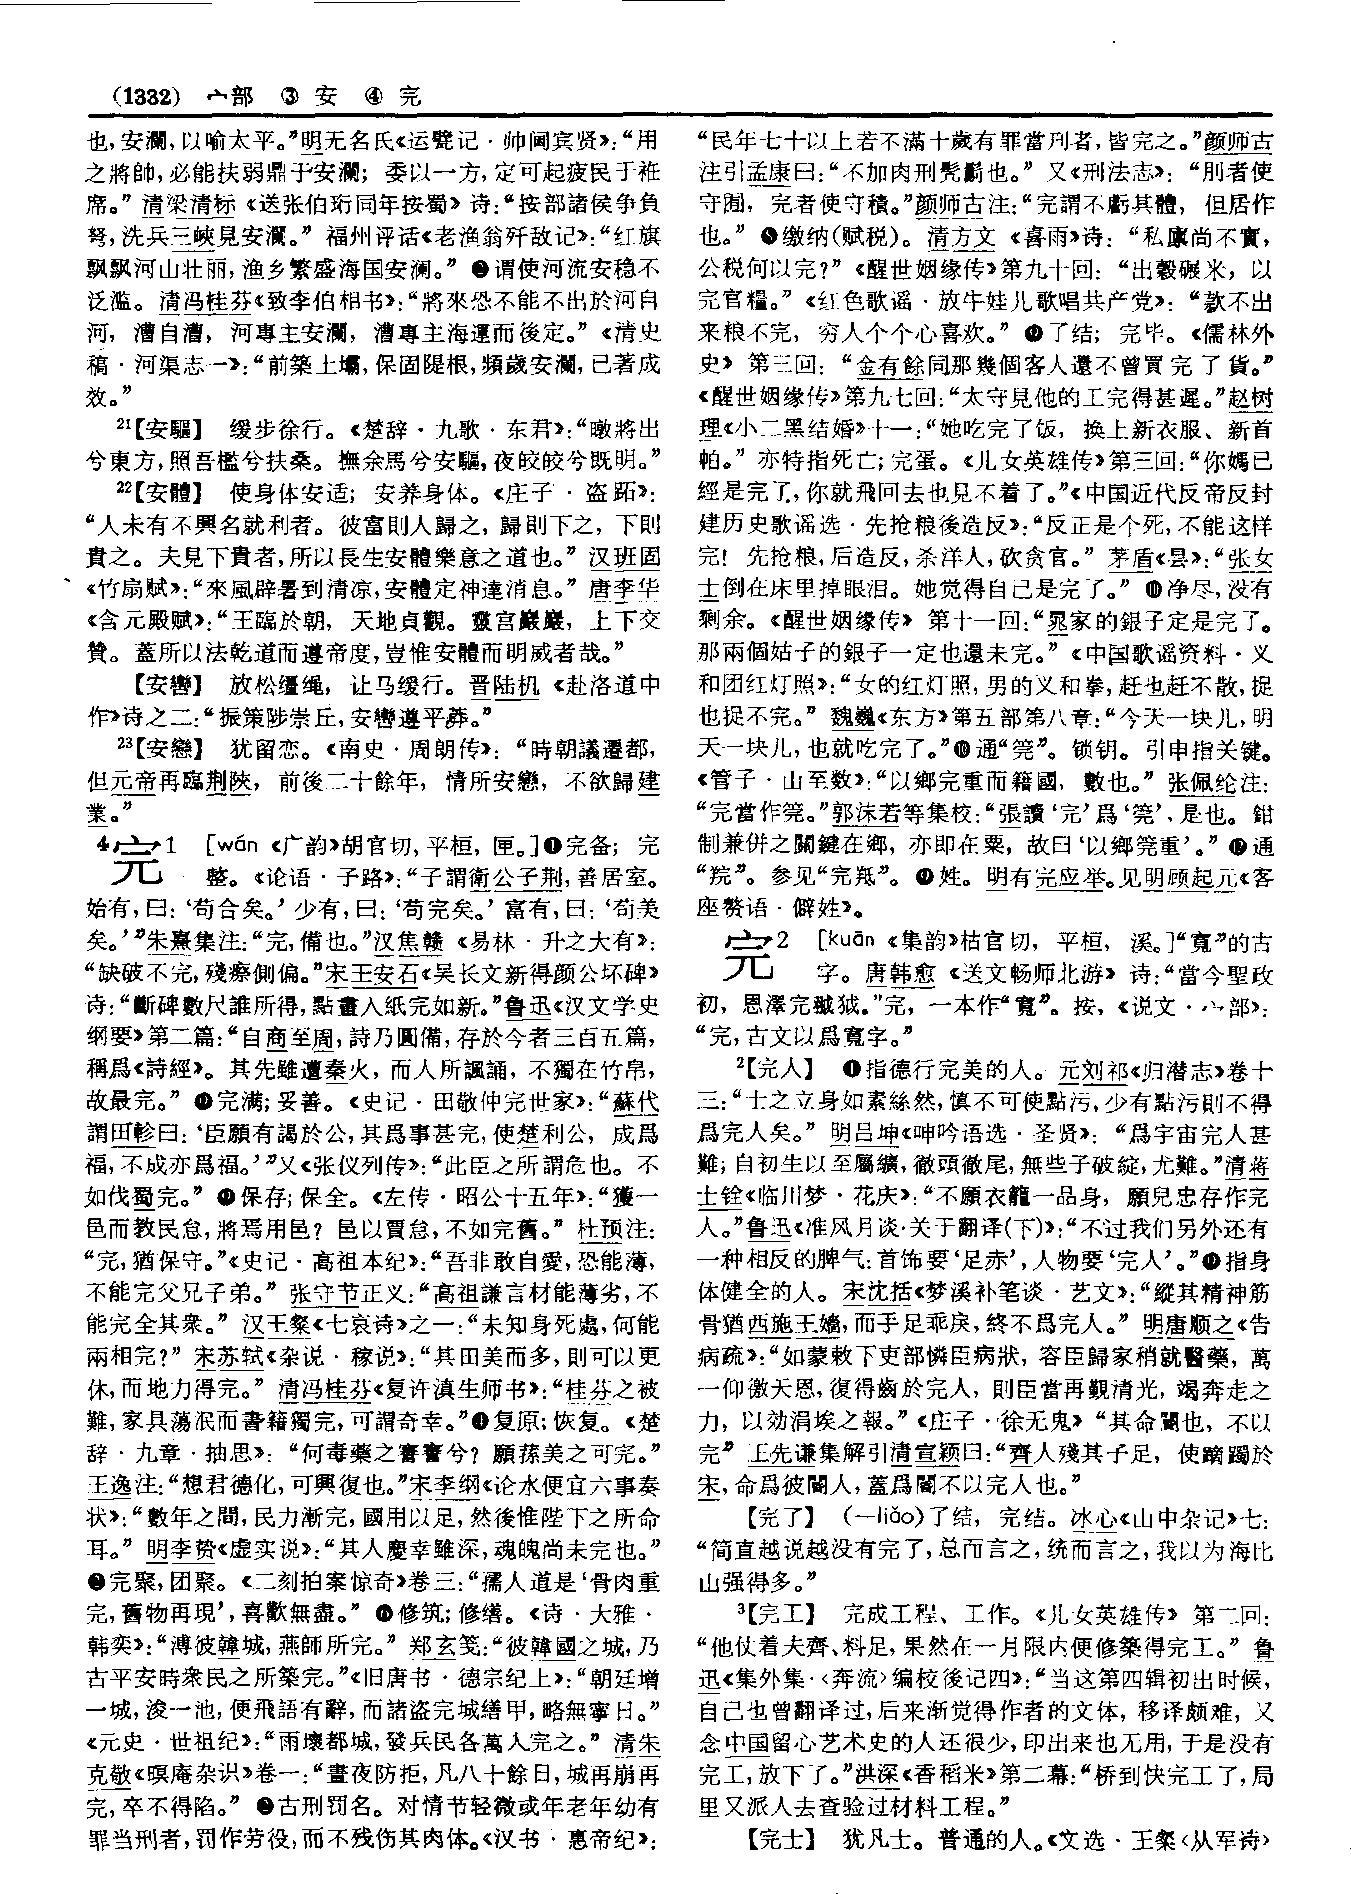 (1332) 宀部 ③ 安 ④ 完
也，安瀾，以喻太平。”明无名氏《运甓记·帅阃宾贤》：“用
之將帥，必能扶弱鼎于安瀾；委以一方，定可起疲民于袵
席。” 清梁清标《送张伯珩同年按蜀》诗：“按部諸侯争負
弩，洗兵三峽見安瀾。” 福州评话《老渔翁歼敌记》：“红旗
飘飘河山壮丽，渔乡繁盛海国安澜。” ❷谓使河流安稳不
泛滥。清冯桂芬《致李伯相书》：“將來恐不能不出於河自
河，漕自漕，河專主安瀾，漕專主海運而後定。”《清史
稿·河渠志一》：“前築土壩，保固隄根，頻歲安瀾，已著成
效。”
21【安驅】 缓步徐行。《楚辞·九歌·东君》：“暾將出
兮東方，照吾檻兮扶桑。撫余馬兮安驅，夜皎皎兮既明。”
22【安體】 使身体安适；安养身体。《庄子·盗跖》：
“人未有不興名就利者。彼富則人歸之，歸則下之，下則
貴之。夫見下貴者，所以長生安體樂意之道也。” 汉班固
《竹扇赋》：“來風辟暑到清凉，安體定神達消息。” 唐李华
《含元殿赋》：“王臨於朝，天地貞觀。靈宫巖巖，上下交
贊。蓋所以法乾道而遵帝度，豈惟安體而明威者哉。”
【安轡】 放松缰绳，让马缓行。晋陆机《赴洛道中
作》诗之二：“振策陟崇丘，安轡遵平莽。”
23【安戀】 犹留恋。《南史·周朗传》：“時朝議遷都，
但元帝再臨荆陜，前後二十餘年，情所安戀，不欲歸建
業。”
4完1 [wán《广韵》胡官切，平桓，匣。]❶完备；完
整。《论语·子路》：“子謂衛公子荆，善居室。
始有，曰：‘苟合矣。’少有，曰：‘苟完矣。’富有，曰：‘苟美
矣。’”朱熹集注：“完，備也。”汉焦赣《易林·升之大有》：
“缺破不完，殘瘵側偏。”宋王安石《吴长文新得颜公坏碑》
诗：“斷碑數尺誰所得，點畫入紙完如新。”鲁迅《汉文学史
纲要》第二篇：“自商至周，詩乃圓備，存於今者三百五篇，
稱爲《詩經》。其先雖遭秦火，而人所諷誦，不獨在竹帛，
故最完。” ❷完满；妥善。《史记·田敬仲完世家》：“蘇代
謂田軫曰：‘臣願有謁於公，其爲事甚完，使楚利公，成爲
福，不成亦爲福。’”又《张仪列传》：“此臣之所謂危也。不
如伐蜀完。” ❸保存；保全。《左传·昭公十五年》：“獲一
邑而教民怠，將焉用邑？邑以賈怠，不如完舊。” 杜预注：
“完，猶保守。”《史记·高祖本纪》：“吾非敢自愛，恐能薄，
不能完父兄子弟。” 张守节正义：“高祖謙言材能薄劣，不
能完全其衆。” 汉王粲《七哀诗》之一：“未知身死處，何能
兩相完？” 宋苏轼《杂说·稼说》：“其田美而多，則可以更
休，而地力得完。” 清冯桂芬《复许滇生师书》：“桂芬之被
難，家具蕩泯而書籍獨完，可謂奇幸。”❹复原；恢复。《楚
辞·九章·抽思》：“何毒藥之謇謇兮？願蓀美之可完。”
王逸注：“想君德化，可興復也。”宋李纲《论水便宜六事奏
状》：“數年之間，民力漸完，國用以足，然後惟陛下之所命
耳。” 明李贽《虚实说》：“其人慶幸雖深，魂魄尚未完也。”
❺完聚，团聚。《二刻拍案惊奇》卷三：“孺人道是‘骨肉重
完，舊物再現’，喜歡無盡。” ❻修筑；修缮。《诗·大雅·
韩奕》：“溥彼韓城，燕師所完。” 郑玄笺：“彼韓國之城，乃
古平安時衆民之所築完。”《旧唐书·德宗纪上》：“朝廷增
一城，浚一池，便飛語有辭，而諸盗完城缮甲，略無寧日。”
《元史·世祖纪》：“雨壞都城，發兵民各萬人完之。” 清朱
克敬《暝庵杂识》卷一：“晝夜防拒，凡八十餘日，城再崩再
完，卒不得陷。” ❼古刑罚名。对情节轻微或年老年幼有
罪当刑者，罚作劳役，而不残伤其肉体。《汉书·惠帝纪》：
“民年七十以上若不滿十歲有罪當刑者，皆完之。”颜师古
注引孟康曰：“不加肉刑髡鬄也。” 又《刑法志》：“刖者使
守囿，完者使守積。”颜师古注：“完謂不虧其體，但居作
也。” ❽缴纳(赋税)。清方文《喜雨》诗：“私廩尚不實，
公税何以完？”《醒世姻缘传》第九十回：“出穀碾米，以
完官糧。”《红色歌谣·放牛娃儿歌唱共产党》：“款不出
来粮不完，穷人个个心喜欢。” ❾了结；完毕。《儒林外
史》第三回：“金有餘同那幾個客人還不曾買完了貨。”
《醒世姻缘传》第九七回：“太守見他的工完得甚遲。”赵树
理《小二黑结婚》十一：“她吃完了饭，换上新衣服、新首
帕。” 亦特指死亡；完蛋。《儿女英雄传》第三回：“你媽已
經是完了，你就飛回去也見不着了。”《中国近代反帝反封
建历史歌谣选·先抢粮後造反》：“反正是个死，不能这样
完！先抢粮，后造反，杀洋人，砍贪官。” 茅盾《昙》：“张女
士倒在床里掉眼泪。她觉得自己是完了。” ❿净尽，没有
剩余。《醒世姻缘传》第十一回：“晁家的銀子定是完了。
那兩個姑子的銀子一定也還未完。”《中国歌谣资料·义
和团红灯照》：“女的红灯照，男的义和拳，赶也赶不散，捉
也捉不完。” 魏巍《东方》第五部第八章：“今天一块儿，明
天一块儿，也就吃完了。”⓫通“筦”。锁钥。引申指关键。
《管子·山至数》：“以鄉完重而籍國，數也。” 张佩纶注：
“完當作筦。”郭沫若等集校：“張讀‘完’爲‘筦’，是也。鉗
制兼併之關鍵在鄉，亦即在粟，故曰‘以鄉筦重’。” ⓬通
“羦”。参见“完羝”。⓭姓。明有完应举。见明顾起元《客
座赘语·僻姓》。
完2 [kuān《集韵》枯官切，平桓，溪。]“寬”的古
字。唐韩愈《送文畅师北游》诗：“當今聖政
初，恩澤完𤟤狘。”完，一本作“寬”。按，《说文·宀部》：
“完，古文以爲寬字。”
2【完人】 ❶指德行完美的人。元刘祁《归潜志》卷十
三：“士之立身如素絲然，慎不可使點污，少有點污則不得
爲完人矣。” 明吕坤《呻吟语选·圣贤》：“爲宇宙完人甚
難；自初生以至屬纊，徹頭徹尾，無些子破綻，尤難。”清蒋
士铨《临川梦·花庆》：“不願衣籠一品身，願兒忠存作完
人。”鲁迅《准风月谈·关于翻译(下)》：“不过我们另外还有
一种相反的脾气：首饰要‘足赤’，人物要‘完人’。”❷指身
体健全的人。宋沈括《梦溪补笔谈·艺文》：“縱其精神筋
骨猶西施王嬙，而手足乖戾，終不爲完人。” 明唐顺之《告
病疏》：“如蒙敕下吏部憐臣病狀，容臣歸家稍就醫藥，萬
一仰徼天恩，復得齒於完人，則臣當再覲清光，竭奔走之
力，以効涓埃之報。”《庄子·徐无鬼》“其命閽也，不以
完” 王先谦集解引清宣颖曰：“齊人殘其子足，使蹢躅於
宋，命爲彼閽人，蓋爲閽不以完人也。”
【完了】 (—liǎo)了结，完结。冰心《山中杂记》七：
“简直越说越没有完了，总而言之，统而言之，我以为海比
山强得多。”
3【完工】 完成工程、工作。《儿女英雄传》第二回：
“他仗着夫齊、料足，果然在一月限内便修築得完工。” 鲁
迅《集外集·〈奔流〉编校後记四》：“当这第四辑初出时候，
自己也曾翻译过，后来渐觉得作者的文体，移译颇难，又
念中国留心艺术史的人还很少，印出来也无用，于是没有
完工，放下了。”洪深《香稻米》第二幕：“桥到快完工了，局
里又派人去查验过材料工程。”
【完士】 犹凡士。普通的人。《文选·王粲〈从军诗〉